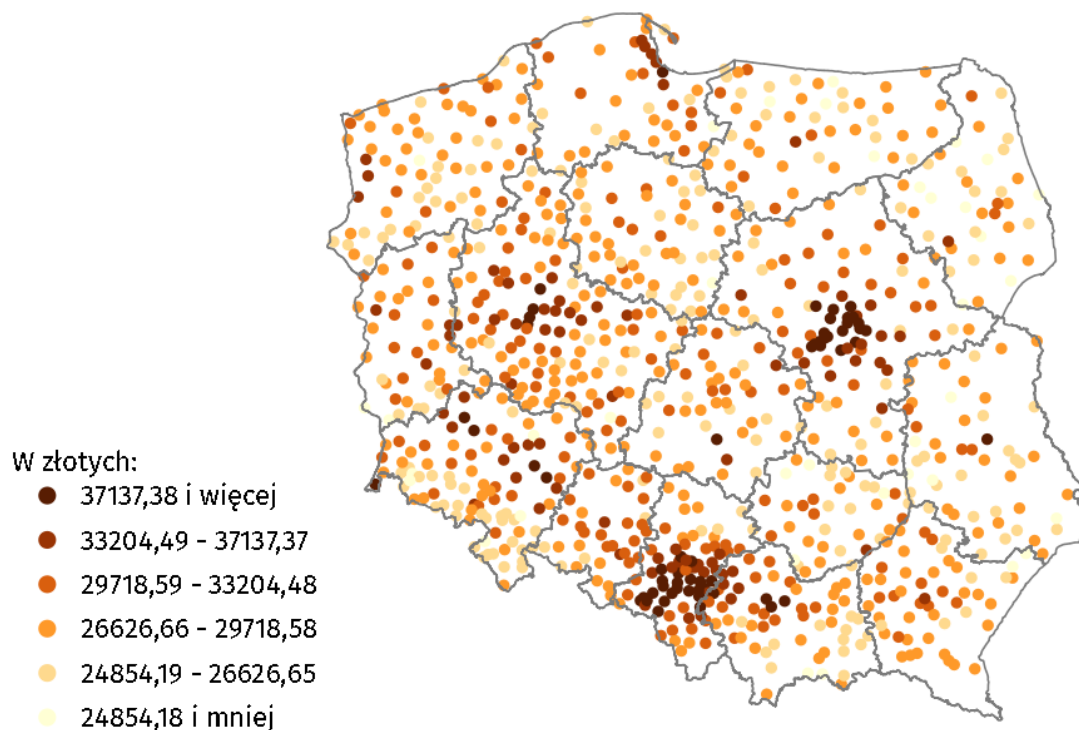 W złotych:
37137,38 i więcej
33204,49 - 37137,37
29718,59 - 33204,48
26626,66 - 29718,58
24854,19 - 26626,65
24854,18 i mniej